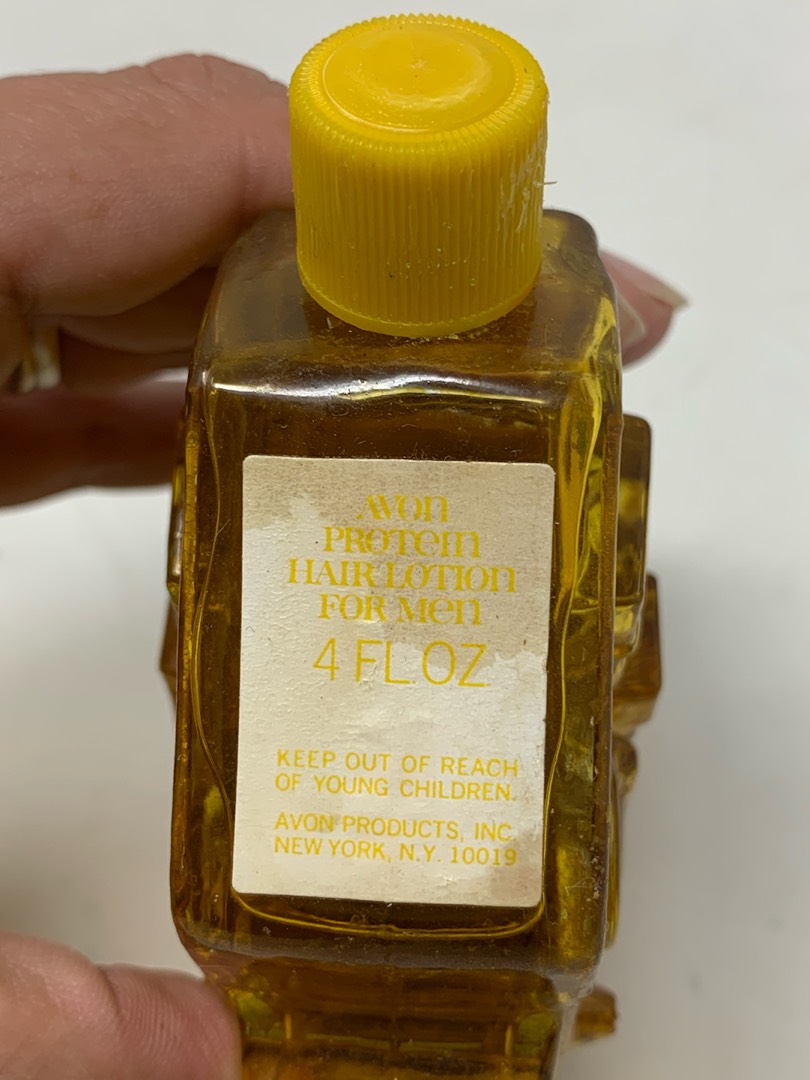 AVON
PROTEIN
HAIR LOTION
FOR MEN
4 FL.OZ.
KEEP OUT OF REACH
OF YOUNG CHILDREN.
AVON PRODUCTS, INC
NEW YORK, N.Y. 10019